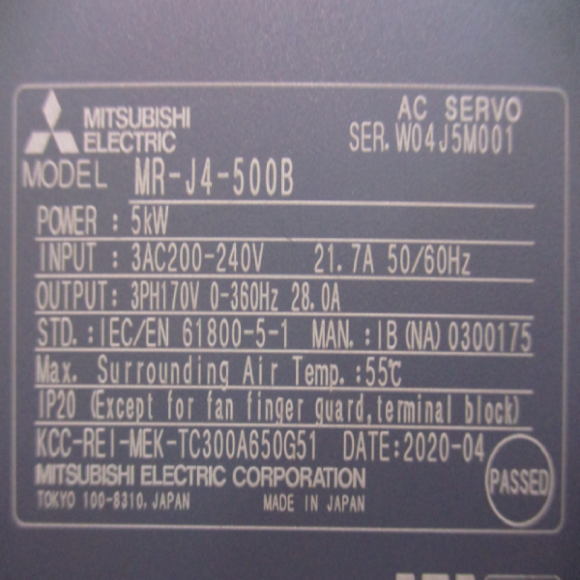 MITSUBISHI
ELECTRIC
AC SERVO
SER. W04J5M001
MODEL MR-J4-500B
POWER : 5kW
INPUT : 3AC200-240V 21.7A 50/60Hz
OUTPUT: 3PH170V 0-360Hz 28.0A
STD.:IEC/EN 61800-5-1 MAN.:IB(NA)0300175
Max. Surrounding Air Temp.:55℃
IP20 (Except for fan finger guard,terminal block)
KCC-REI-MEK-TC300A650G51 DATE:2020-04
MITSUBISHI ELECTRIC CORPORATION
TOKYO 100-8310, JAPAN MADE IN JAPAN
PASSED